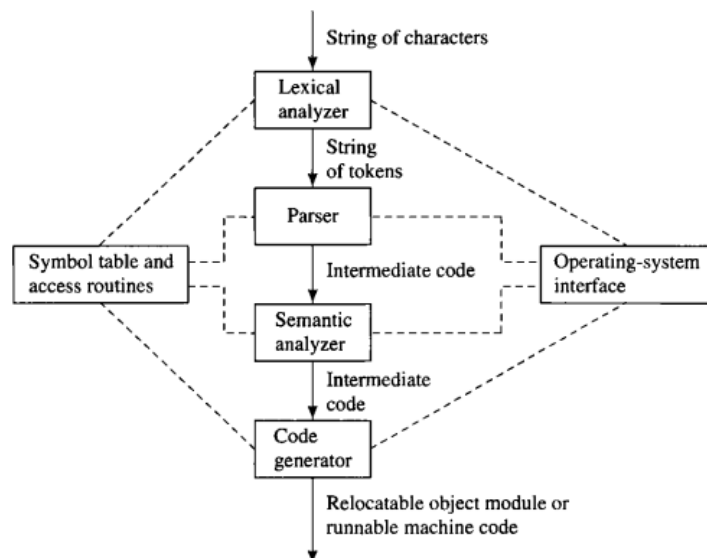 String of characters
Lexical
analyzer
String
of tokens
Parser
Symbol table and
access routines
Intermediate code
Operating-system
interface
Semantic
analyzer
Intermediate
code
Code
generator
Relocatable object module or
runnable machine code